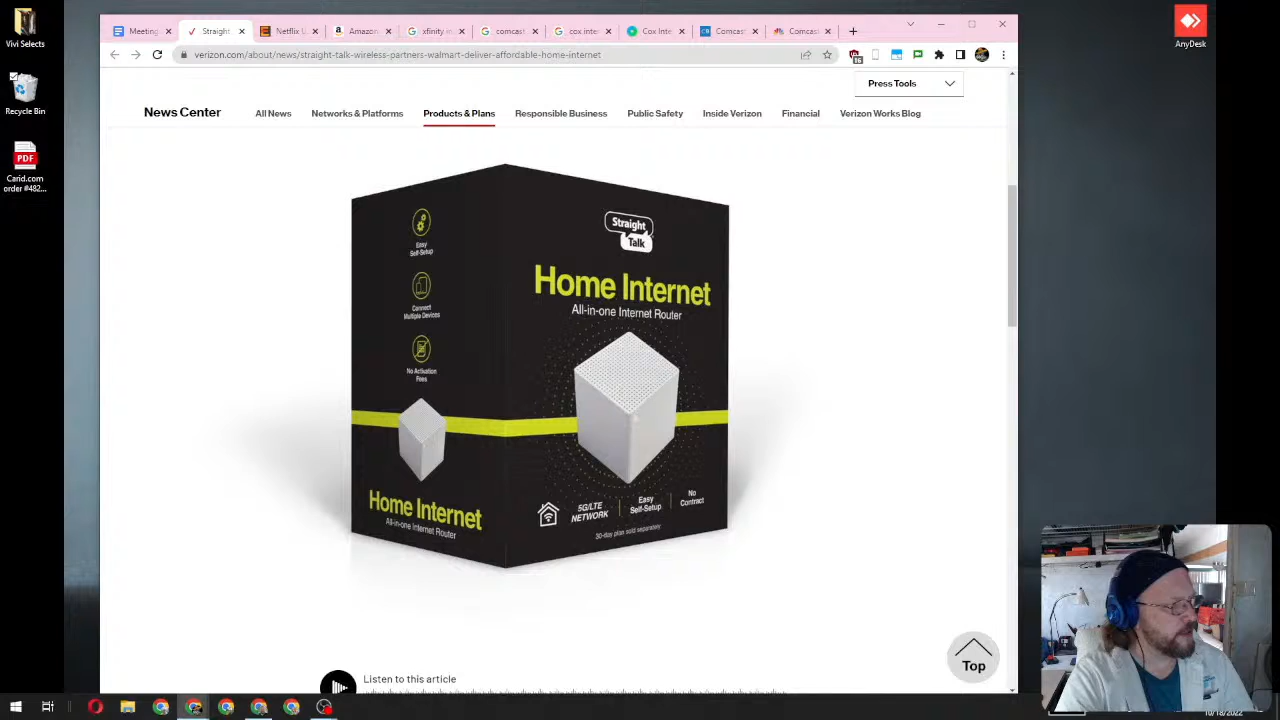 Vivi Selects
Recycle Bin
PDF
Carid.com
order #482...
AnyDesk
Meeting
Straight
Netflix U
Amazon
xfinity e
comcast
cox inter
Cox Inte
Comcast
Comcast
verizon.com/about/news/straight-talk-wireless-partners-walmart-deliver-affordable-home-internet
16
Press Tools
News Center
All News
Networks & Platforms
Products & Plans
Responsible Business
Public Safety
Inside Verizon
Financial
Verizon Works Blog
Easy
Self-Setup
Connect
Multiple Devices
No Activation
Fees
Home Internet
All-in-one Internet Router
Straight
Talk
Home Internet
All-in-one Internet Router
5G/LTE
NETWORK
Easy
Self-Setup
No
Contract
30-day plan sold separately
Top
Listen to this article
10/18/2022